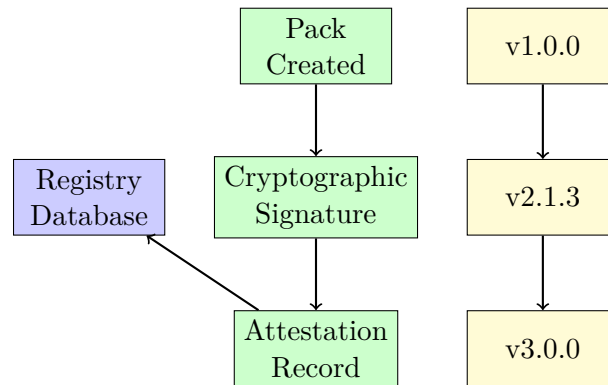 Pack
Created
v1.0.0
Registry
Database
Cryptographic
Signature
v2.1.3
Attestation
Record
v3.0.0